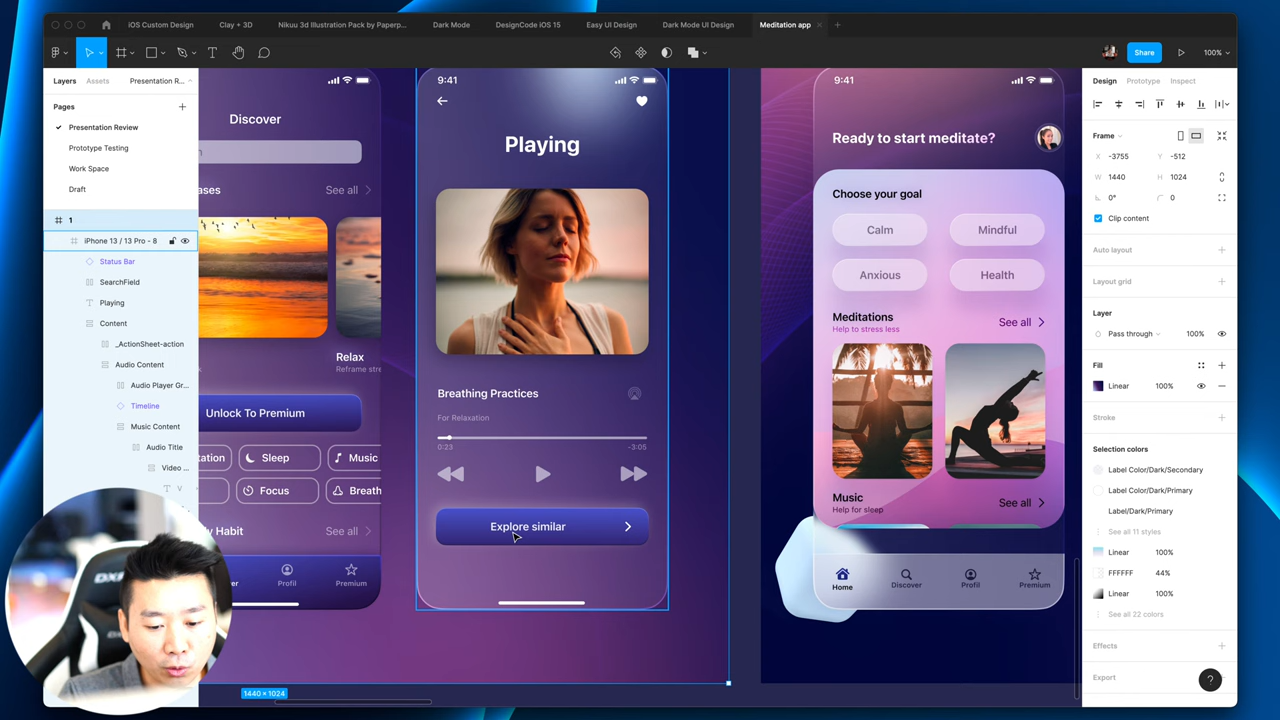 iOS Custom Design
Clay + 3D
Nikuu 3d Illustration Pack by Paperp...
Dark Mode
DesignCode iOS 15
Easy UI Design
Dark Mode UI Design
Meditation app
Share
100%
Layers
Assets
Presentation R...
Pages
Presentation Review
Prototype Testing
Work Space
Draft
1
iPhone 13 / 13 Pro - 8
Status Bar
SearchField
Playing
Content
_ActionSheet-action
Audio Content
Audio Player Gr...
Timeline
Music Content
Audio Title
Video ...
Discover
See all
Relax
Reframe stre
Unlock To Premium
Sleep
Music
Focus
Breath
Habit
See all
Profil
Premium
9:41
Playing
Breathing Practices
For Relaxation
0:23
-3:05
Explore similar
1440 × 1024
9:41
Ready to start meditate?
Choose your goal
Calm
Mindful
Anxious
Health
Meditations
Help to stress less
See all
Music
Help for sleep
See all
Home
Discover
Profil
Premium
Design
Prototype
Inspect
Frame
X -3755
Y -512
W 1440
H 1024
0°
0
Clip content
Auto layout
Layout grid
Layer
Pass through
100%
Fill
Linear
100%
Stroke
Selection colors
Label Color/Dark/Secondary
Label Color/Dark/Primary
Label/Dark/Primary
See all 11 styles
Linear
100%
FFFFFF
44%
Linear
100%
See all 22 colors
Effects
Export
?